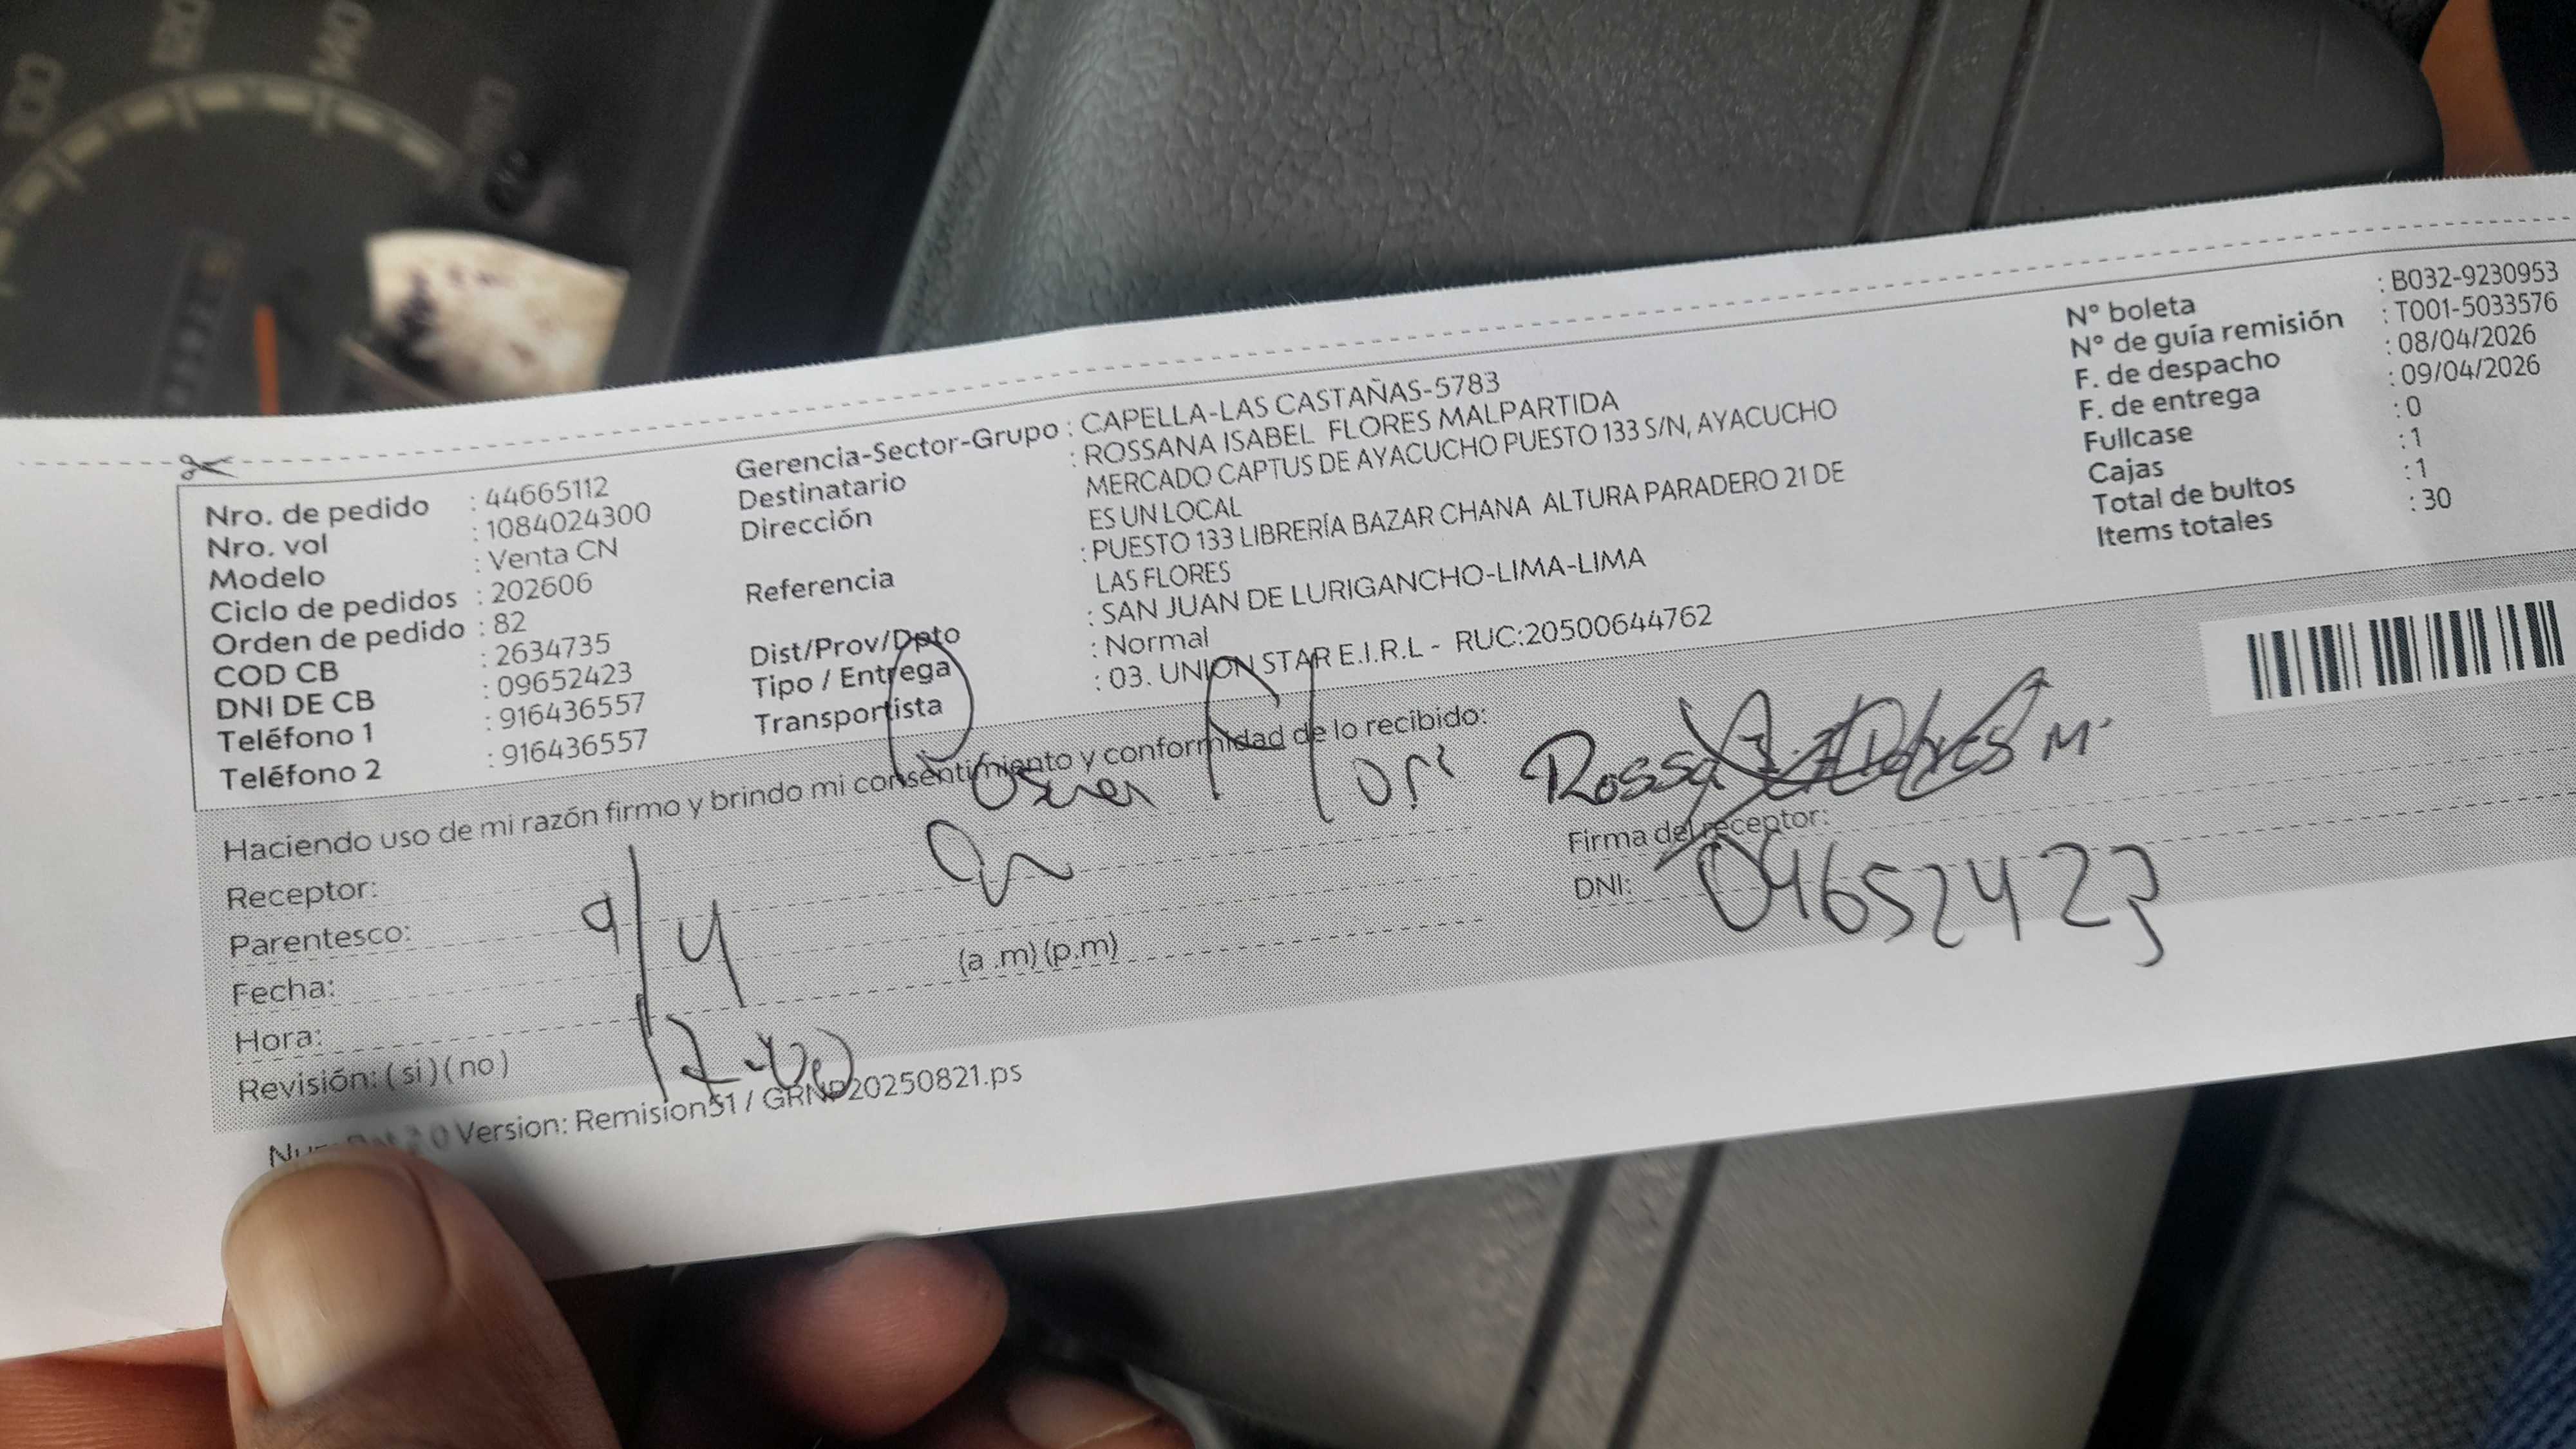 100 120 140
Nro. de pedido : 44665112
Nro. vol : 1084024300
Modelo : Venta CN
Ciclo de pedidos : 202606
Orden de pedido : 82
COD CB : 2634735
DNI DE CB : 09652423
Teléfono 1 : 916436557
Teléfono 2 : 916436557
Gerencia-Sector-Grupo : CAPELLA-LAS CASTAÑAS-5783
Destinatario : ROSSANA ISABEL FLORES MALPARTIDA
Dirección MERCADO CAPTUS DE AYACUCHO PUESTO 133 S/N, AYACUCHO
ES UN LOCAL
Referencia : PUESTO 133 LIBRERÍA BAZAR CHANA ALTURA PARADERO 21 DE
LAS FLORES
Dist/Prov/Dpto : SAN JUAN DE LURIGANCHO-LIMA-LIMA
Tipo / Entrega : Normal
Transportista : 03. UNION STAR E.I.R.L - RUC:20500644762
Nº boleta : B032-9230953
Nº de guía remisión : T001-5033576
F. de despacho : 08/04/2026
F. de entrega : 09/04/2026
Fullcase : 0
Cajas : 1
Total de bultos : 1
Items totales : 30
Haciendo uso de mi razón firmo y brindo mi consentimiento y conformidad de lo recibido:
Receptor:
Parentesco:
Fecha: 9/4
Hora: 12-00 (a .m) (p.m)
Revisión: ( si ) ( no )
Flores M.
Firma del receptor:
DNI: 09652423
Version: Remision51 / GRNP20250821.ps